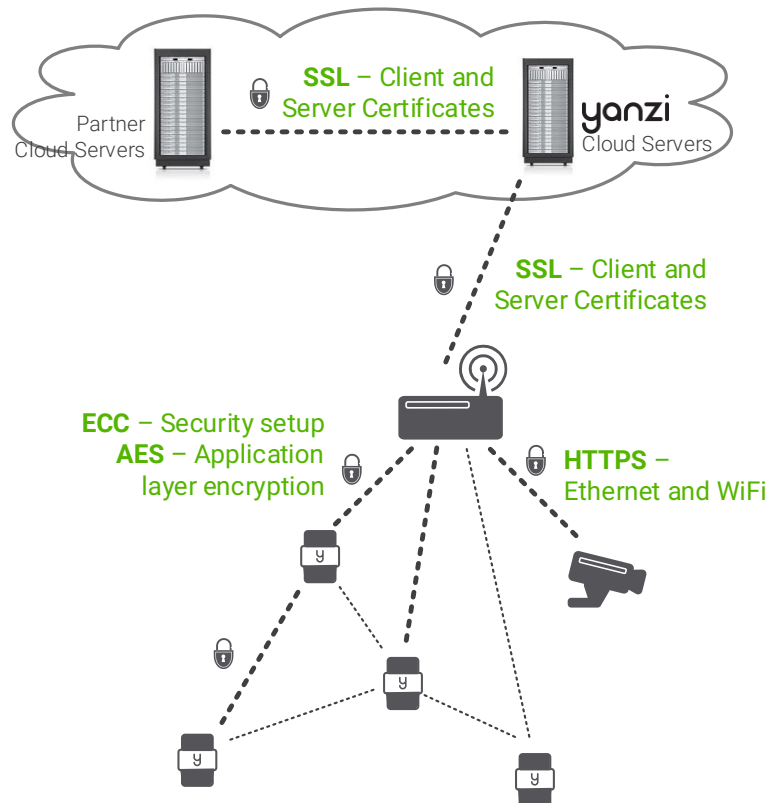 SSL – Client and
Server Certificates
Partner
Cloud Servers
yanzi
Cloud Servers
SSL – Client and
Server Certificates
ECC – Security setup
AES – Application
layer encryption
HTTPS –
Ethernet and WiFi
y
y
y
y